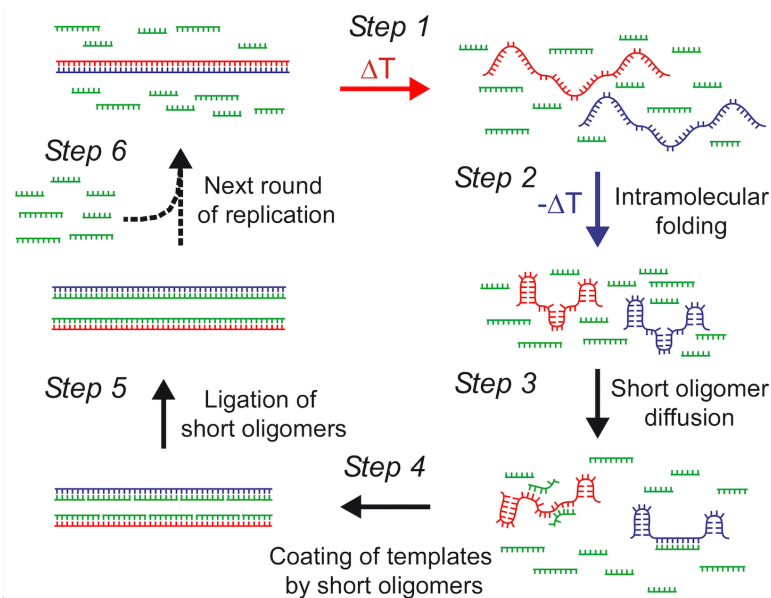 Step 1
ΔT
Step 2
-ΔT
Intramolecular
folding
Step 3
Short oligomer
diffusion
Step 4
Coating of templates
by short oligomers
Step 5
Ligation of
short oligomers
Step 6
Next round
of replication